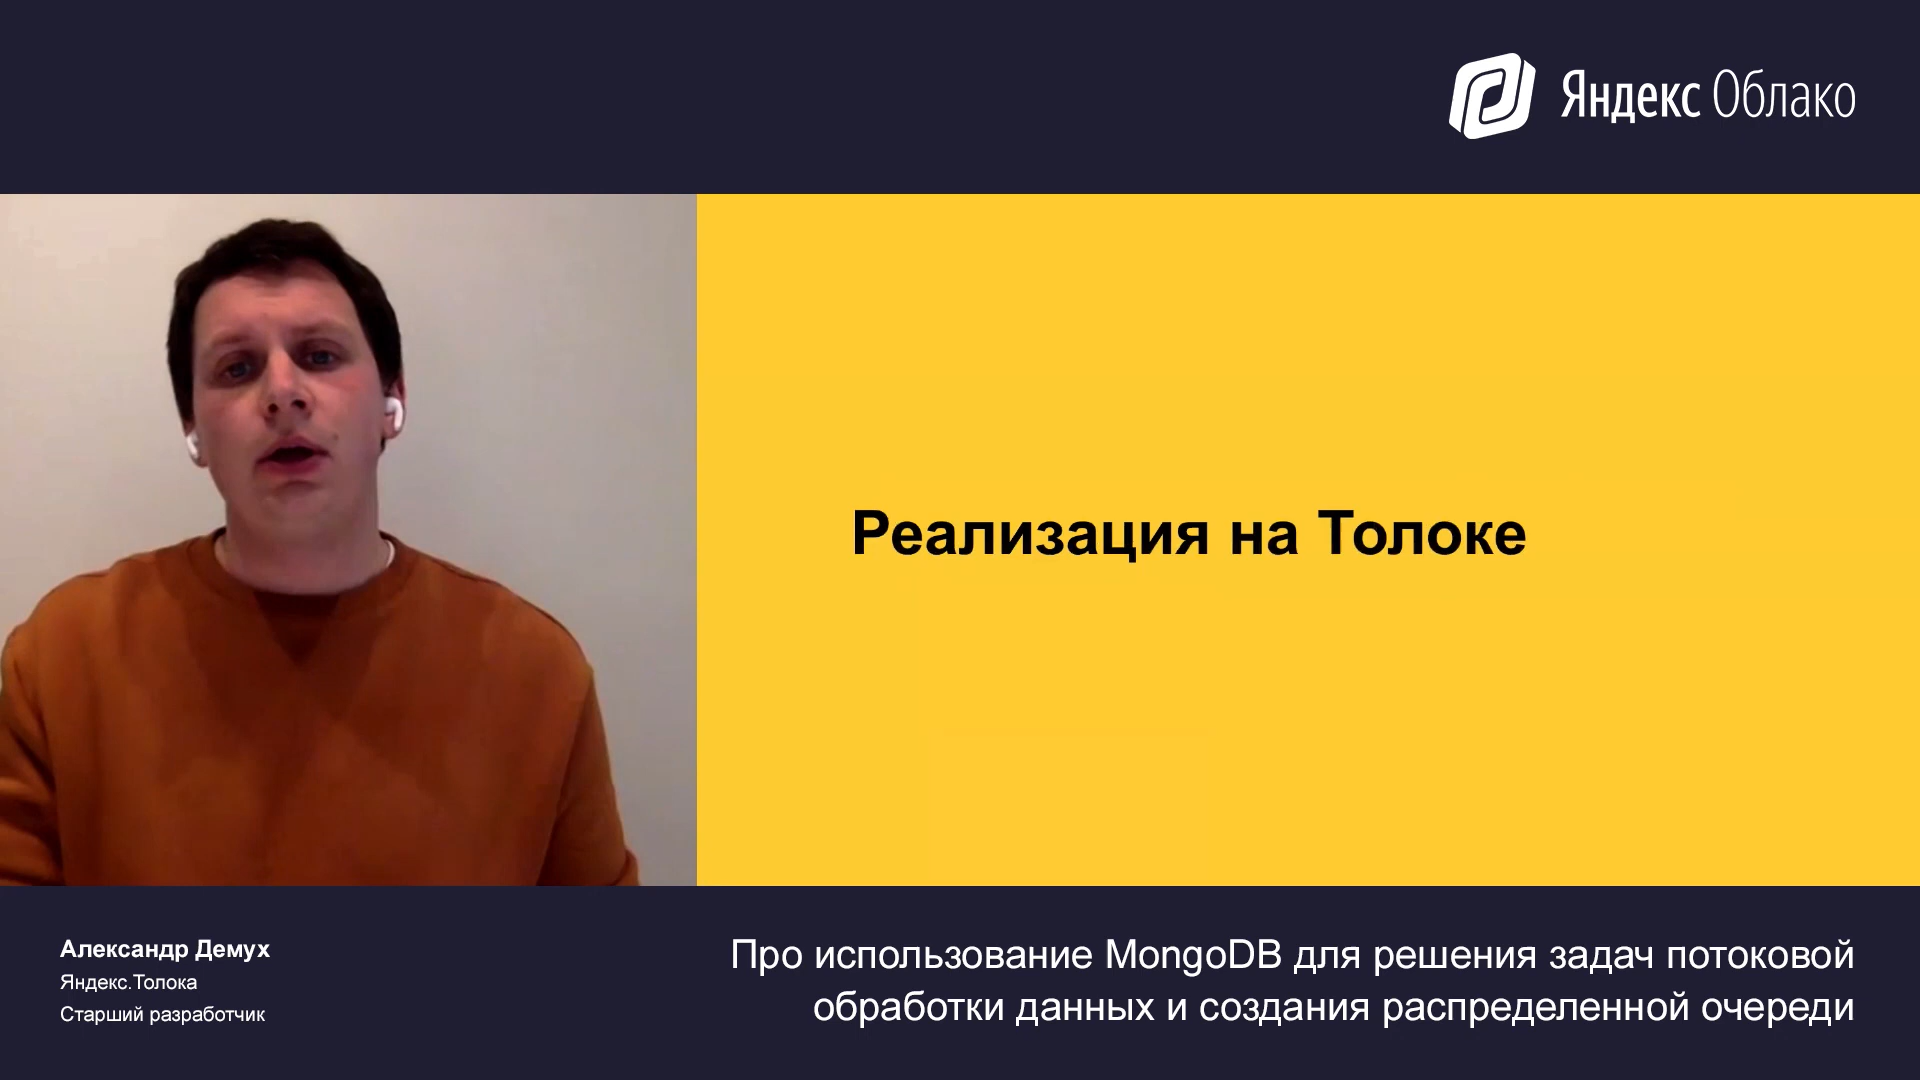 Яндекс Облако
Реализация на Толоке
Александр Демух
Яндекс.Толока
Старший разработчик
Про использование MongoDB для решения задач потоковой
обработки данных и создания распределенной очереди